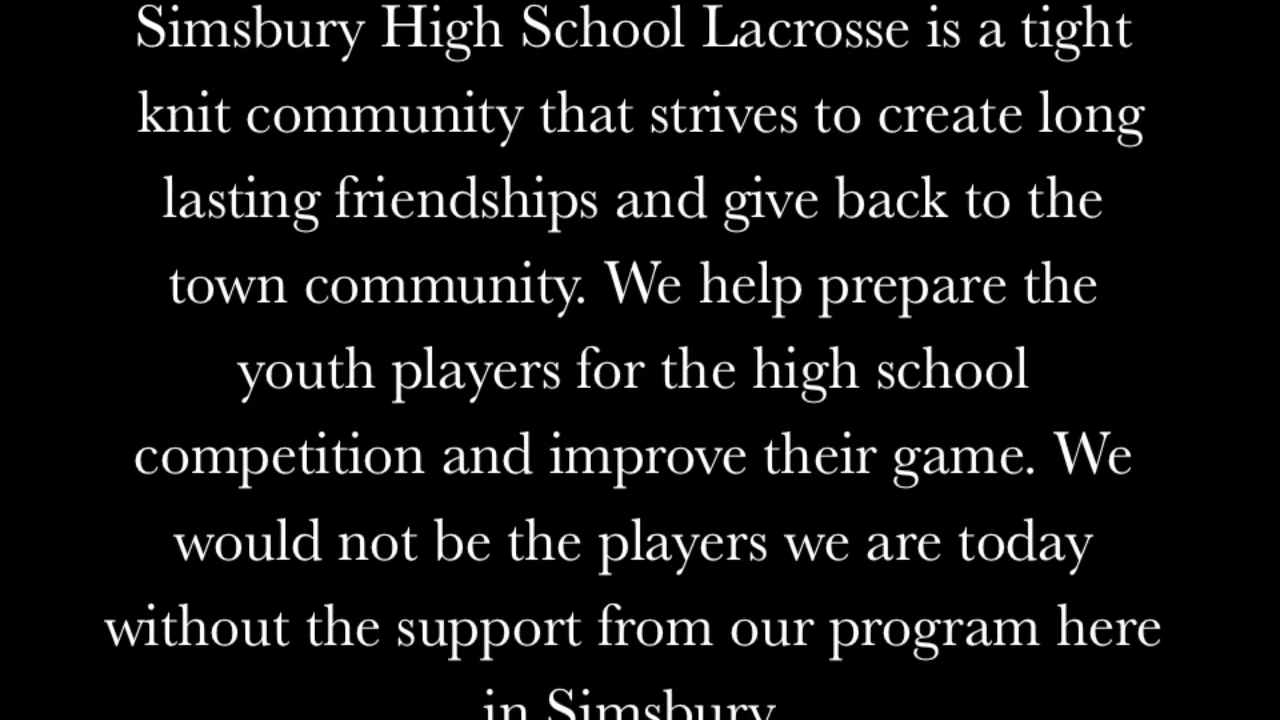 Simsbury High School Lacrosse is a tight
knit community that strives to create long
lasting friendships and give back to the
town community. We help prepare the
youth players for the high school
competition and improve their game. We
would not be the players we are today
without the support from our program here
in Simsbury